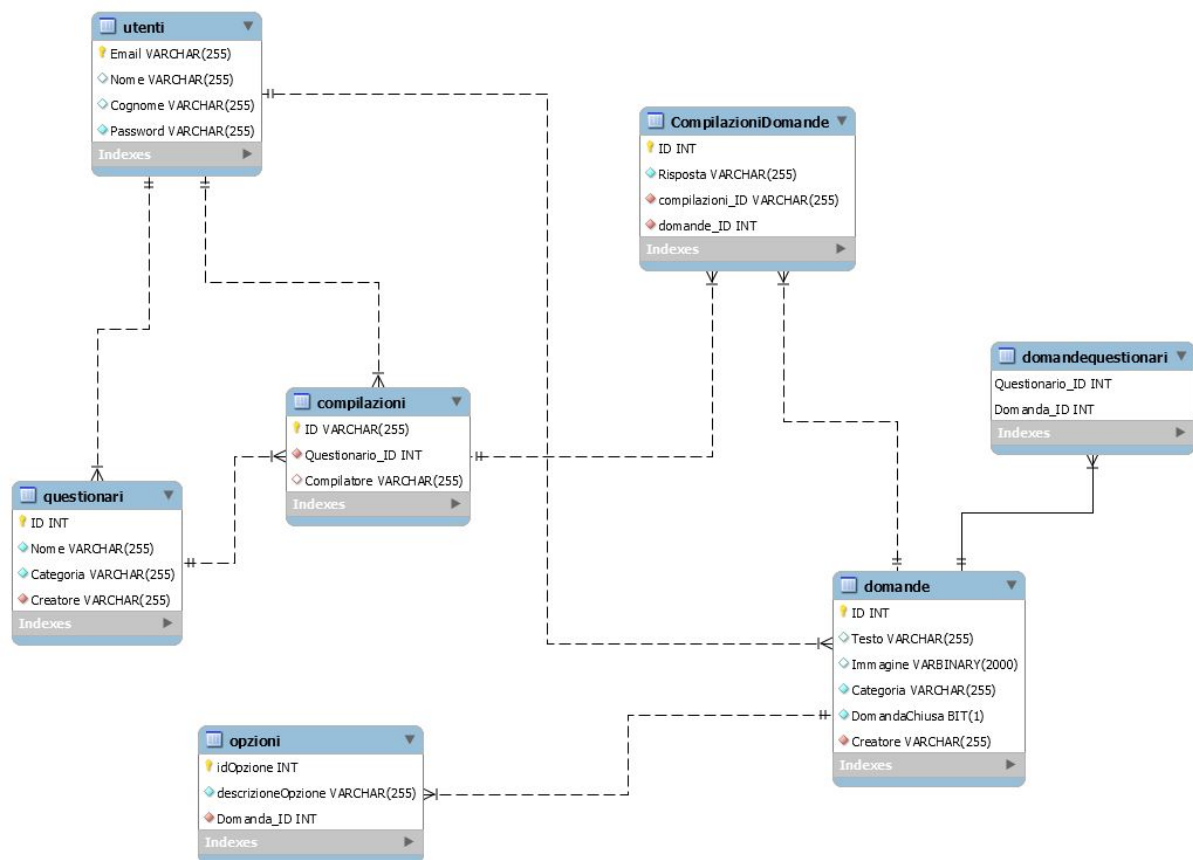 utenti
Email VARCHAR(255)
Nome VARCHAR(255)
Cognome VARCHAR(255)
Password VARCHAR(255)
Indexes
CompilazioniDomande
ID INT
Risposta VARCHAR(255)
compilazioni_ID VARCHAR(255)
domande_ID INT
Indexes
domandequestionari
Questionario_ID INT
Domanda_ID INT
Indexes
compilazioni
ID VARCHAR(255)
Questionario_ID INT
Compilatore VARCHAR(255)
Indexes
questionari
ID INT
Nome VARCHAR(255)
Categoria VARCHAR(255)
Creatore VARCHAR(255)
Indexes
domande
ID INT
Testo VARCHAR(255)
Immagine VARBINARY(2000)
Categoria VARCHAR(255)
DomandaChiusa BIT(1)
Creatore VARCHAR(255)
Indexes
opzioni
idOpzione INT
descrizioneOpzione VARCHAR(255)
Domanda_ID INT
Indexes